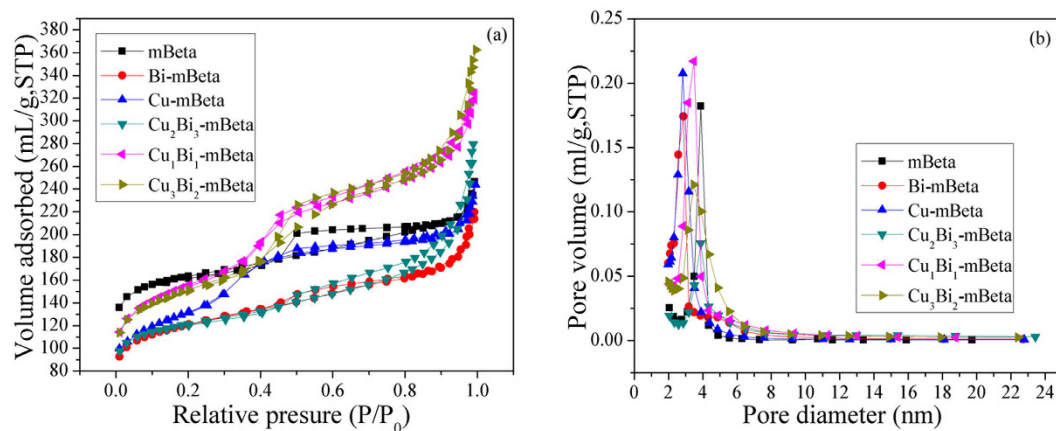 (a)
mBeta
Bi-mBeta
Cu-mBeta
Cu₂Bi₃-mBeta
Cu₁Bi₁-mBeta
Cu₃Bi₂-mBeta
Volume adsorbed (mL/g,STP)
380
360
340
320
300
280
260
240
220
200
180
160
140
120
100
80
0.0 0.2 0.4 0.6 0.8 1.0
Relative presure (P/P₀)
(b)
mBeta
Bi-mBeta
Cu-mBeta
Cu₂Bi₃-mBeta
Cu₁Bi₁-mBeta
Cu₃Bi₂-mBeta
Pore volume (ml/g,STP)
0.25
0.20
0.15
0.10
0.05
0.00
0 2 4 6 8 10 12 14 16 18 20 22 24
Pore diameter (nm)